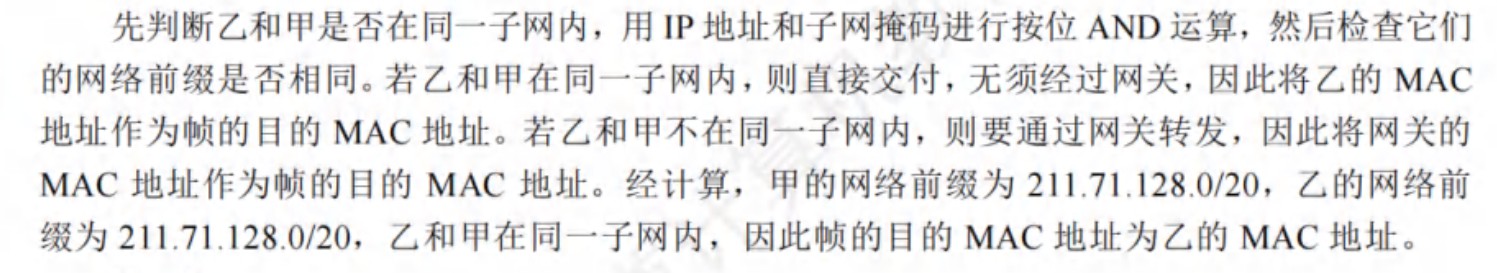 先判断乙和甲是否在同一子网内，用 IP 地址和子网掩码进行按位 AND 运算，然后检查它们
的网络前缀是否相同。若乙和甲在同一子网内，则直接交付，无须经过网关，因此将乙的 MAC
地址作为帧的目的 MAC 地址。若乙和甲不在同一子网内，则要通过网关转发，因此将网关的
MAC 地址作为帧的目的 MAC 地址。经计算，甲的网络前缀为 211.71.128.0/20，乙的网络前
缀为 211.71.128.0/20，乙和甲在同一子网内，因此帧的目的 MAC 地址为乙的 MAC 地址。